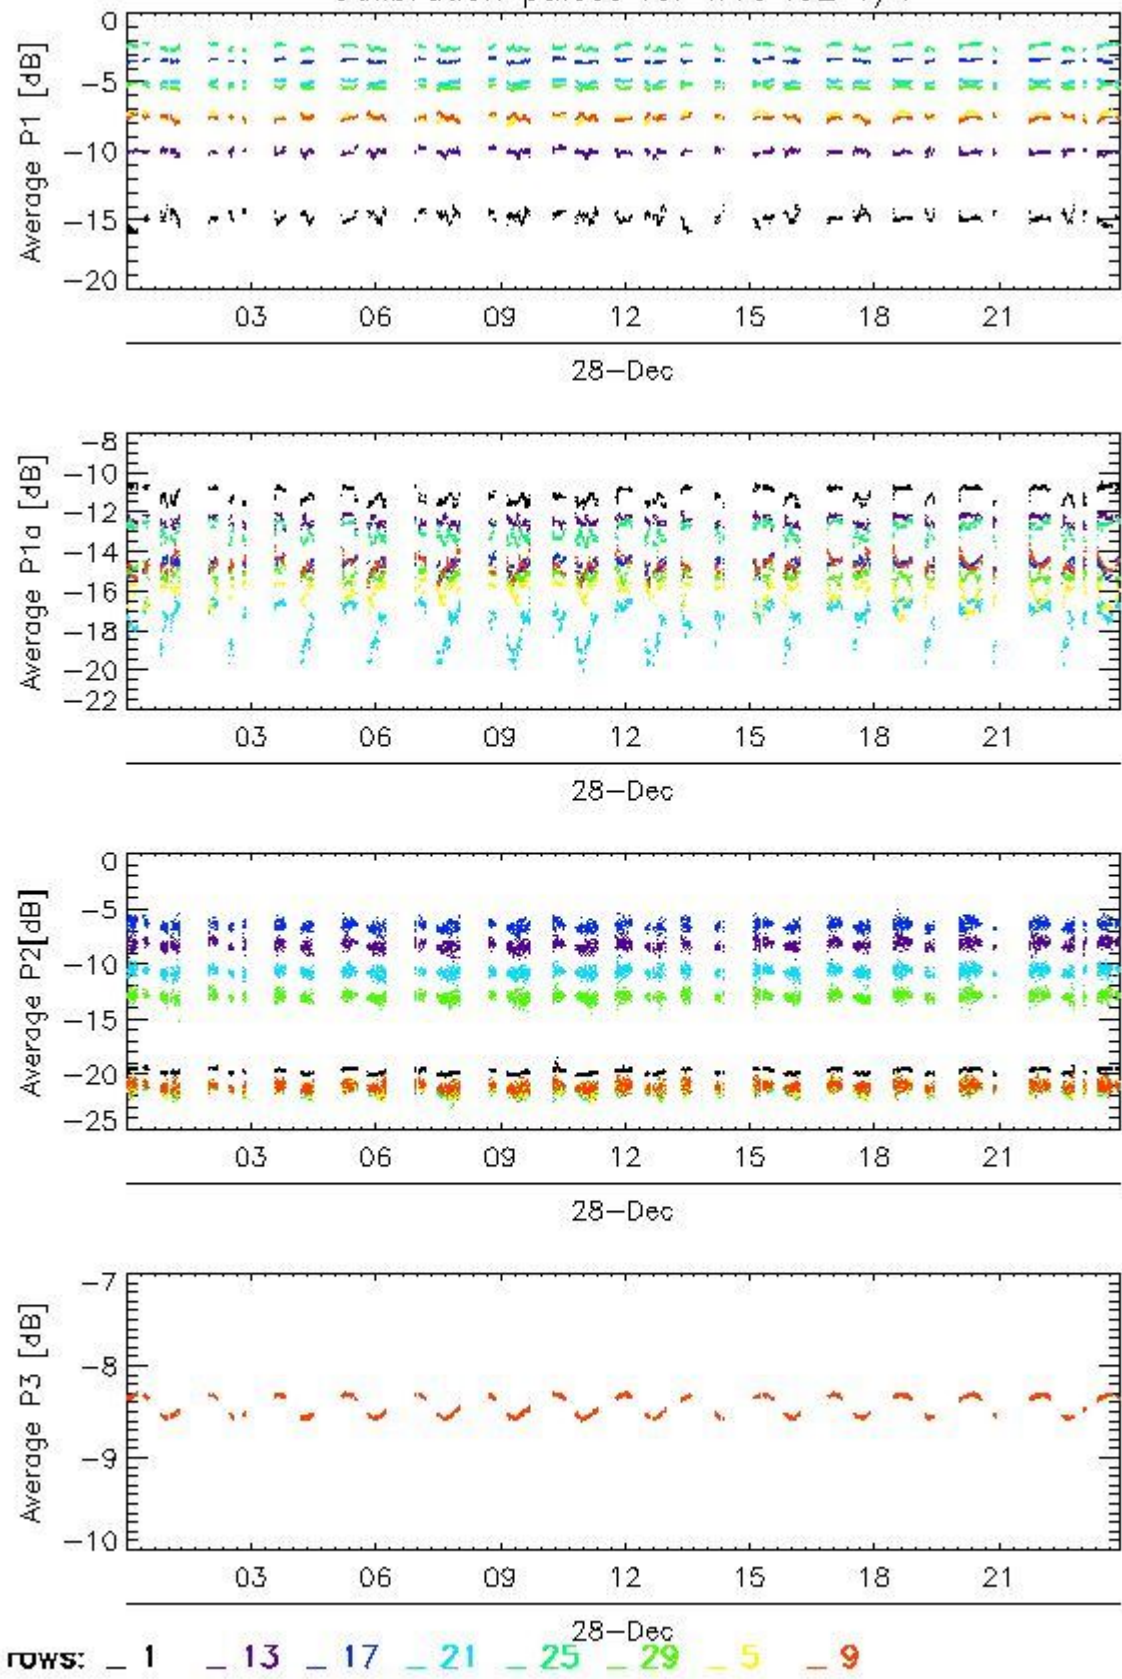 0
−5
−10
−15
−20
Average P1 [dB]
03 06 09 12 15 18 21
28−Dec
−8
−10
−12
−14
−16
−18
−20
−22
Average P1a [dB]
03 06 09 12 15 18 21
28−Dec
0
−5
−10
−15
−20
−25
Average P2[dB]
03 06 09 12 15 18 21
28−Dec
−7
−8
−9
−10
Average P3 [dB]
03 06 09 12 15 18 21
28−Dec
rows: _ 1 _ 13 _ 17 _ 21 _ 25 _ 29 _ 5 _ 9